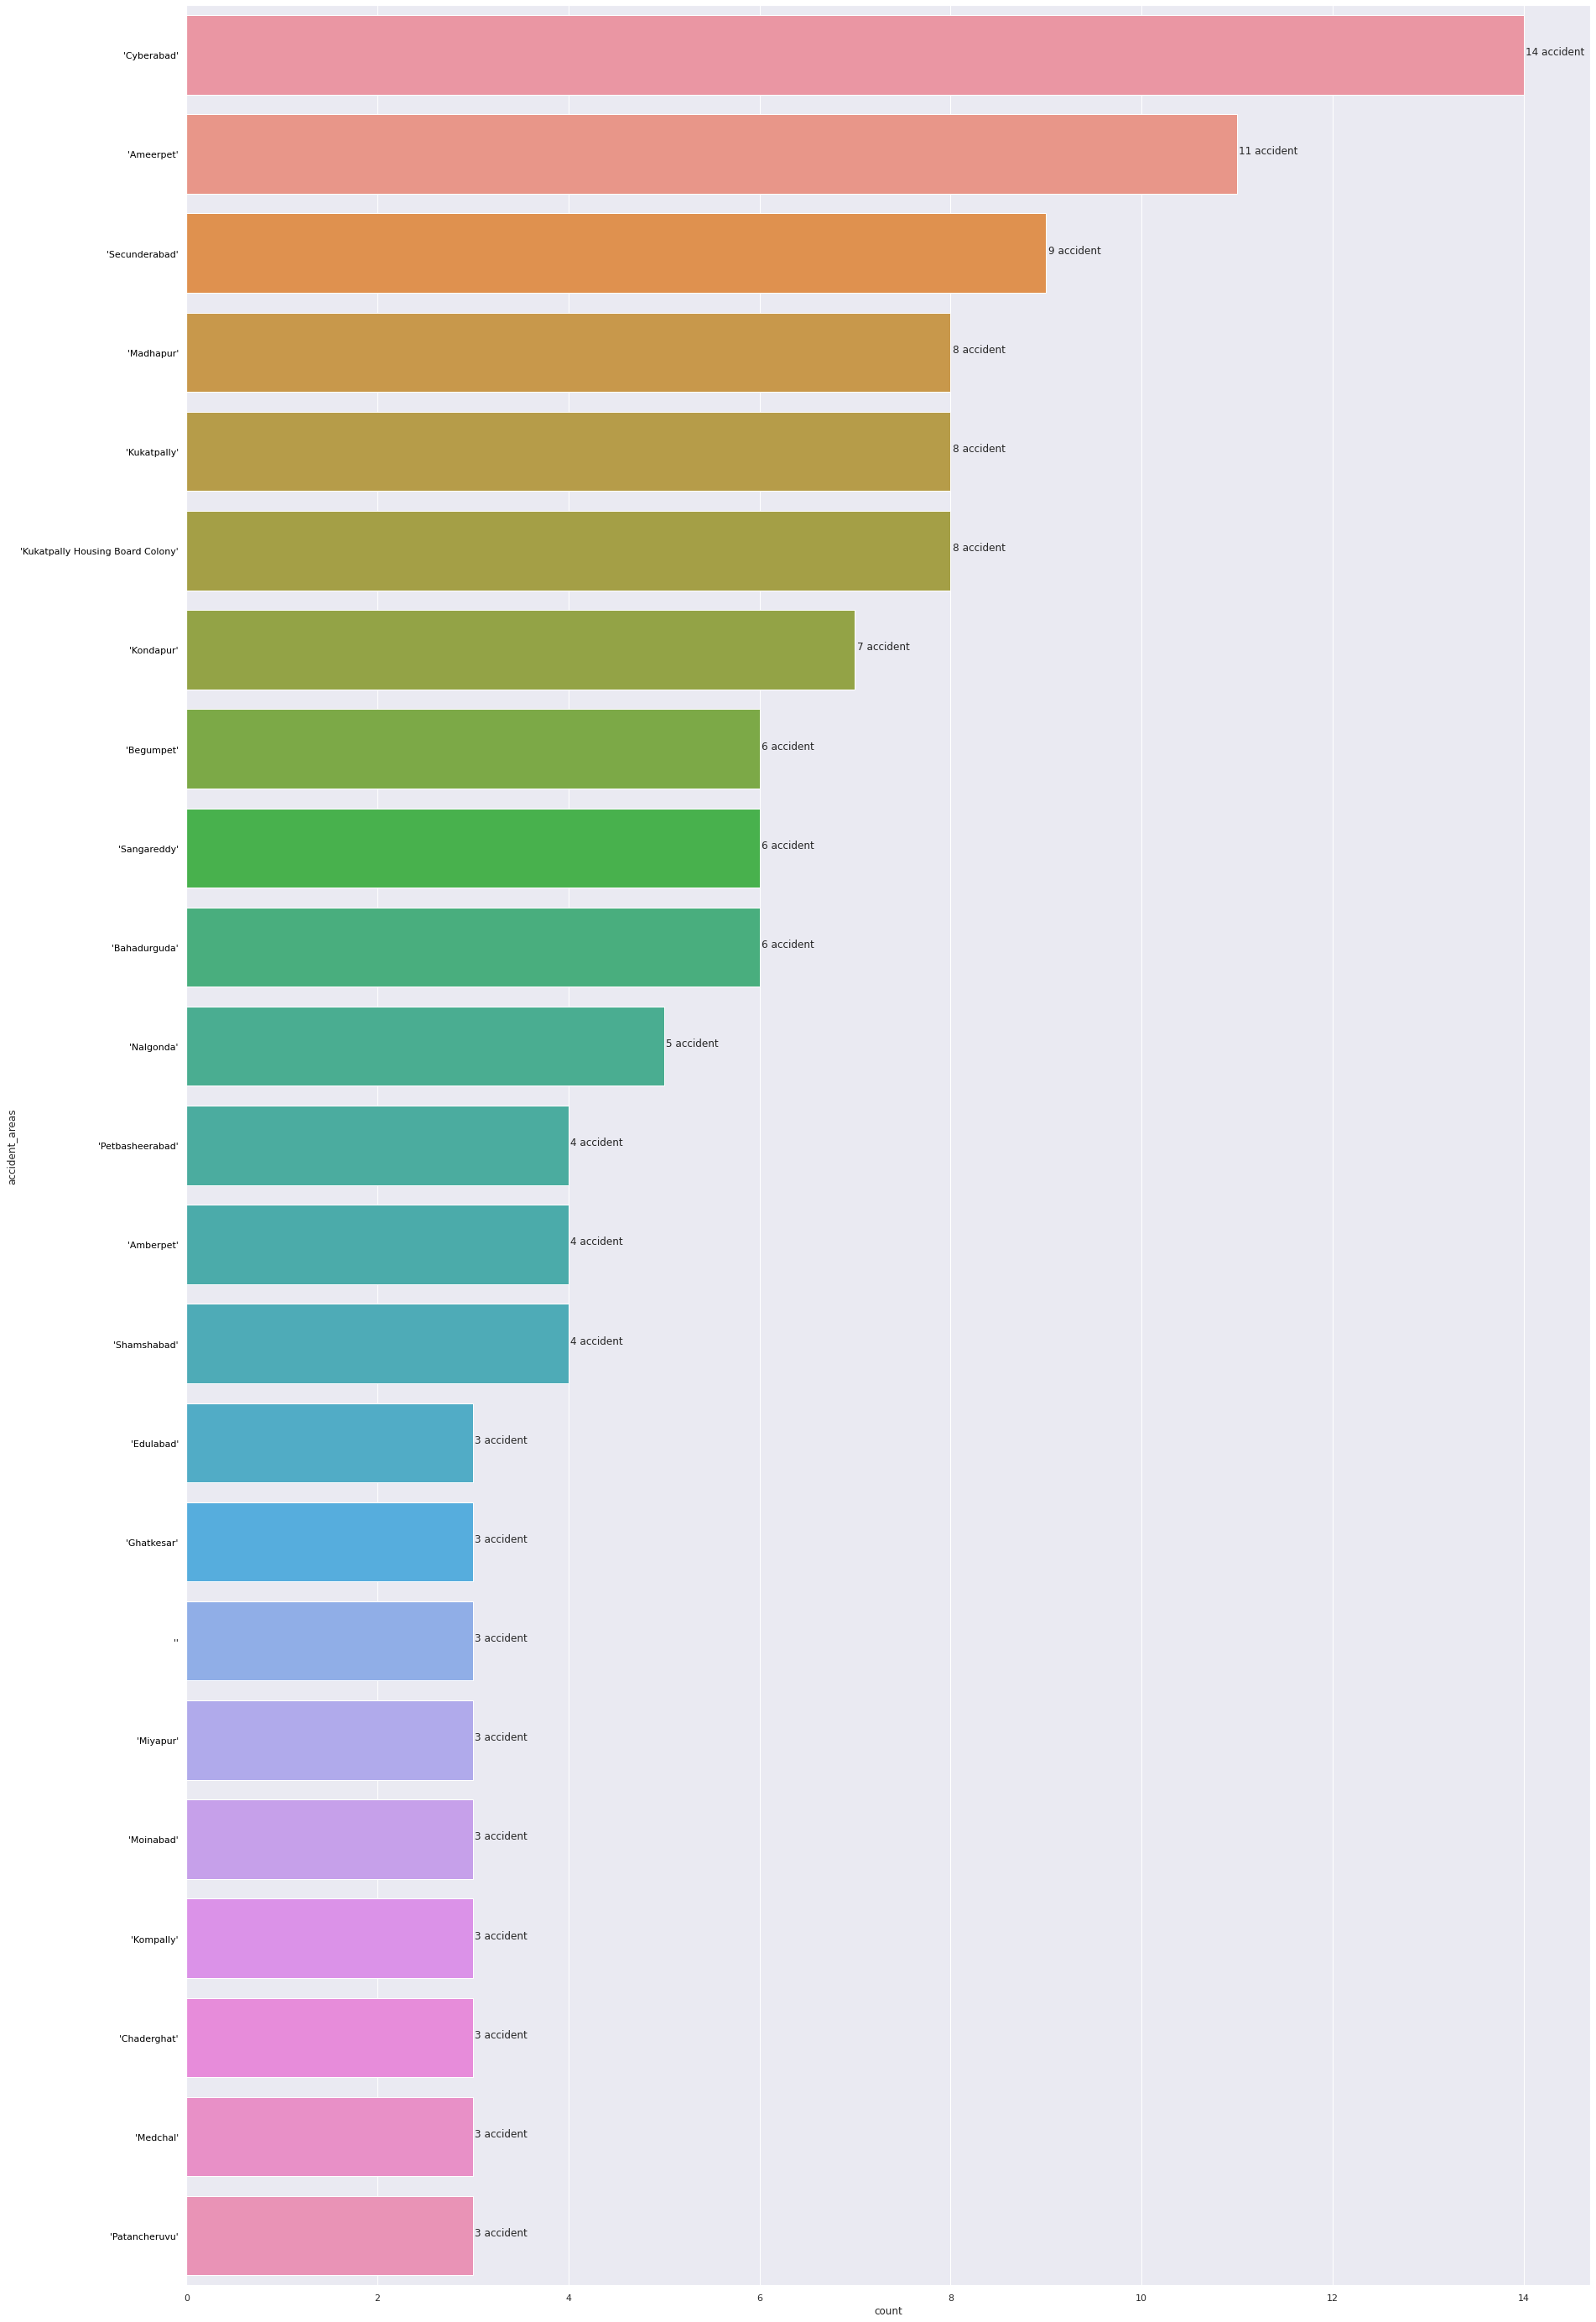 'Cyberabad'
14 accident
'Ameerpet'
11 accident
'Secunderabad'
9 accident
'Madhapur'
8 accident
'Kukatpally'
8 accident
'Kukatpally Housing Board Colony'
8 accident
'Kondapur'
7 accident
'Begumpet'
6 accident
'Sangareddy'
6 accident
'Bahadurguda'
6 accident
'Nalgonda'
5 accident
accident_areas
'Petbasheerabad'
4 accident
'Amberpet'
4 accident
'Shamshabad'
4 accident
'Edulabad'
3 accident
'Ghatkesar'
3 accident
''
3 accident
'Miyapur'
3 accident
'Moinabad'
3 accident
'Kompally'
3 accident
'Chaderghat'
3 accident
'Medchal'
3 accident
'Patancheruvu'
3 accident
0 2 4 6 8 10 12 14
count